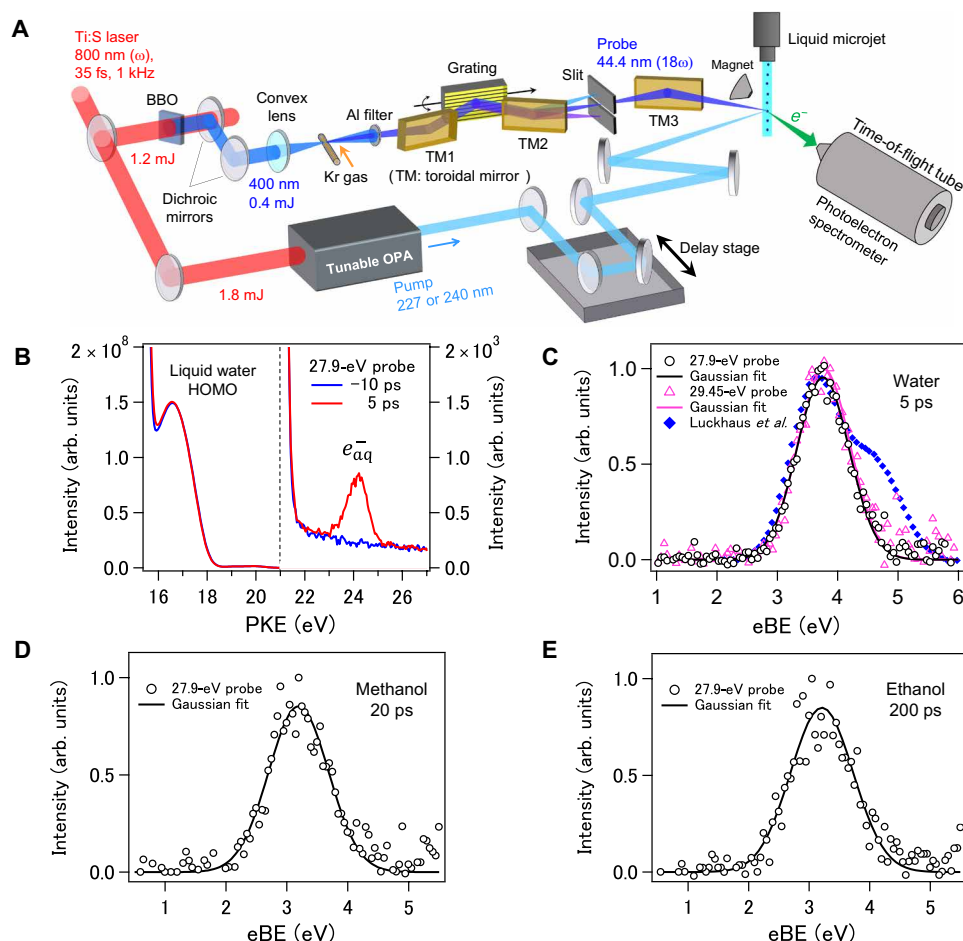 A
Ti:S laser
800 nm (ω),
35 fs, 1 kHz
BBO
Convex
lens
Al filter
Grating
Slit
Probe
44.4 nm (18ω)
Magnet
Liquid microjet
1.2 mJ
Dichroic
mirrors
400 nm
0.4 mJ
Kr gas
TM1
TM2
TM3
(TM: toroidal mirror )
e⁻
Time-of-flight tube
Photoelectron
spectrometer
Tunable OPA
1.8 mJ
Pump
227 or 240 nm
Delay stage
B
2 × 10⁸
1.5
1.0
0.5
0.0
Intensity (arb. units)
Liquid water
HOMO
27.9-eV probe
−10 ps
5 ps
e⁻aq
2 × 10³
1.5
1.0
0.5
0.0
Intensity (arb. units)
16 18 20 22 24 26
PKE (eV)
C
Intensity (arb. units)
1.0
0.5
0.0
27.9-eV probe
Gaussian fit
29.45-eV probe
Gaussian fit
Luckhaus et al.
Water
5 ps
1 2 3 4 5 6
eBE (eV)
D
Intensity (arb. units)
1.0
0.5
0.0
27.9-eV probe
Gaussian fit
Methanol
20 ps
1 2 3 4 5
eBE (eV)
E
Intensity (arb. units)
1.0
0.5
0.0
27.9-eV probe
Gaussian fit
Ethanol
200 ps
1 2 3 4 5
eBE (eV)